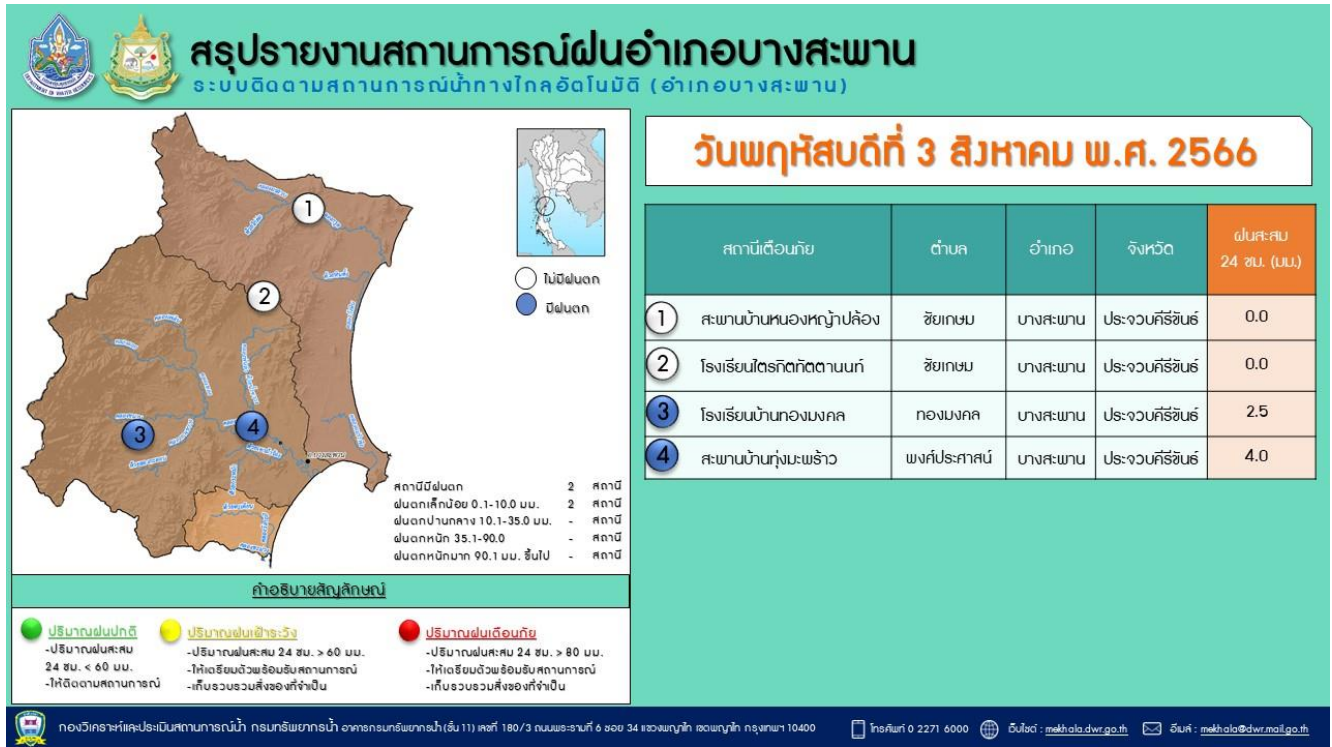 สรุปรายงานสถานการณ์ฝนอำเภอบางสะพาน
ระบบติดตามสถานการณ์น้ำทางไกลอัตโนมัติ (อำเภอบางสะพาน)
วันพฤหัสบดีที่ 3 สิงหาคม พ.ศ. 2566
1
2
3
4
ไม่มีฝนตก
มีฝนตก
สถานีมีฝนตก 2 สถานี
ฝนตกเล็กน้อย 0.1-10.0 มม. 2 สถานี
ฝนตกปานกลาง 10.1-35.0 มม. - สถานี
ฝนตกหนัก 35.1-90.0 - สถานี
ฝนตกหนักมาก 90.1 มม. ขึ้นไป - สถานี
สถานีเตือนภัย ตำบล อำเภอ จังหวัด ฝนสะสม
24 ชม. (มม.)
1 สะพานบ้านหนองหญ้าปล้อง ชัยเกษม บางสะพาน ประจวบคีรีขันธ์ 0.0
2 โรงเรียนไตรกิตทัตตานนท์ ชัยเกษม บางสะพาน ประจวบคีรีขันธ์ 0.0
3 โรงเรียนบ้านทองมงคล ทองมงคล บางสะพาน ประจวบคีรีขันธ์ 2.5
4 สะพานบ้านทุ่งมะพร้าว พงศ์ประศาสน์ บางสะพาน ประจวบคีรีขันธ์ 4.0
คำอธิบายสัญลักษณ์
ปริมาณฝนปกติ
-ปริมาณฝนสะสม
24 ชม. < 60 มม.
-ให้ติดตามสถานการณ์
ปริมาณฝนเฝ้าระวัง
-ปริมาณฝนสะสม 24 ชม. > 60 มม.
-ให้เตรียมตัวพร้อมรับสถานการณ์
-เก็บรวบรวมสิ่งของที่จำเป็น
ปริมาณฝนเตือนภัย
-ปริมาณฝนสะสม 24 ชม. > 80 มม.
-ให้เตรียมตัวพร้อมรับสถานการณ์
-เก็บรวบรวมสิ่งของที่จำเป็น
กองวิเคราะห์และประเมินสถานการณ์น้ำ กรมทรัพยากรน้ำ อาคารกรมทรัพยากรน้ำ (ชั้น 11) เลขที่ 180/3 ถนนพระรามที่ 6 ซอย 34 แขวงพญาไท เขตพญาไท กรุงเทพฯ 10400 โทรศัพท์ 0 2271 6000 เว็บไซต์ : mekhala.dwr.go.th อีเมล์ : mekhala@dwr.mail.go.th